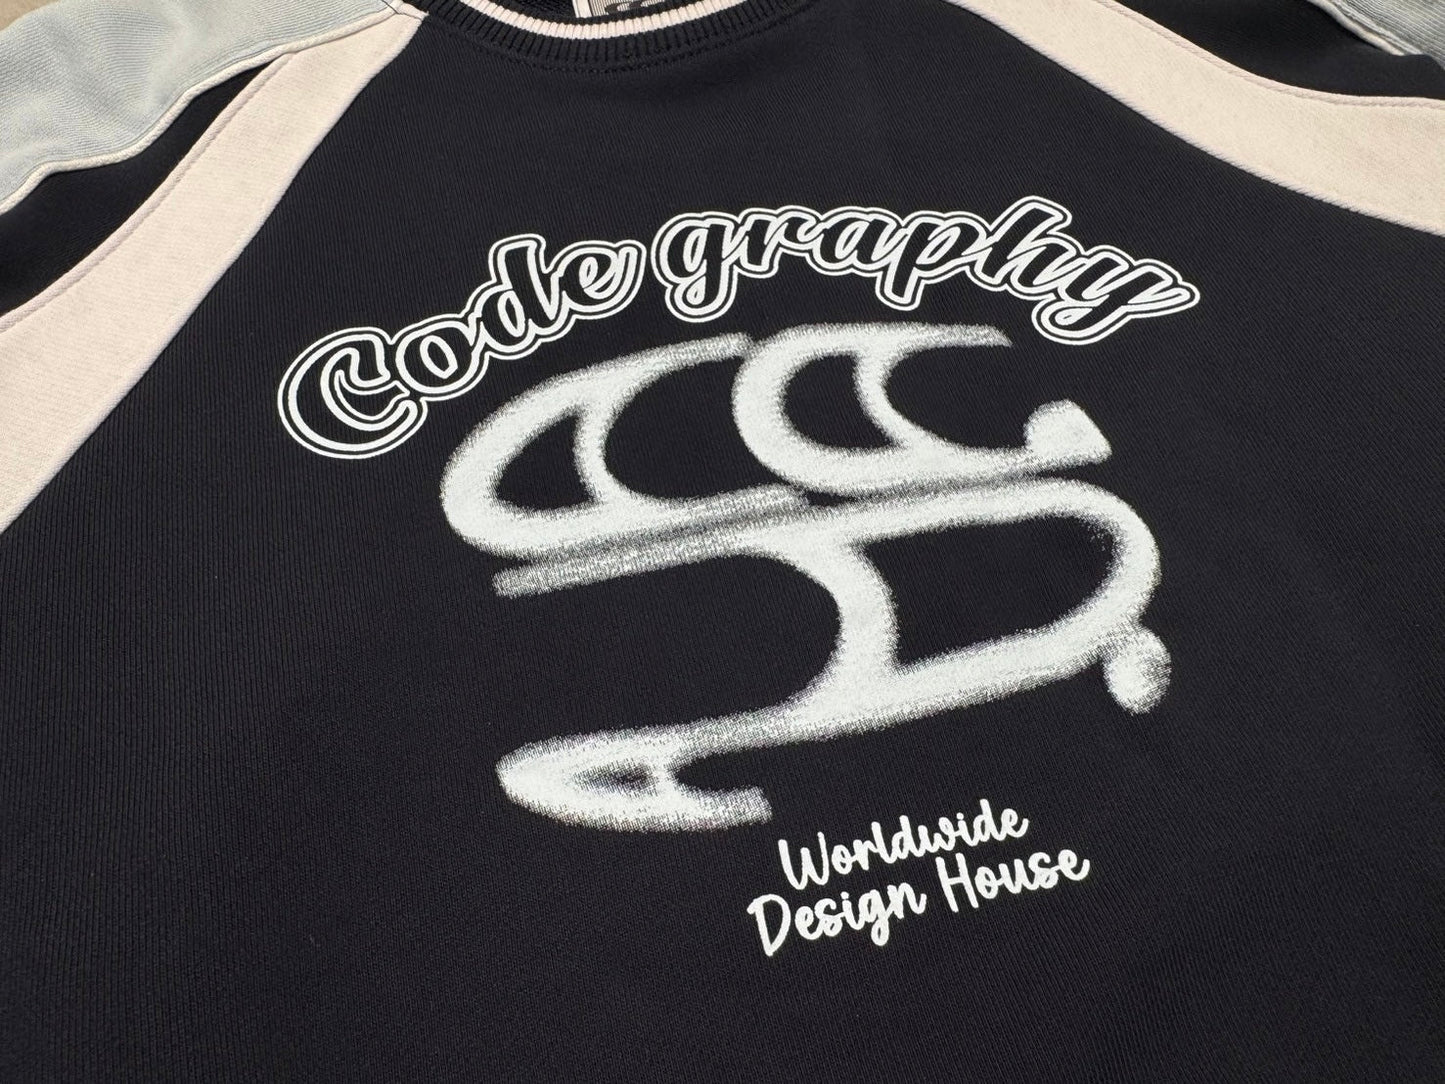 Code graphy
Worldwide
Design House